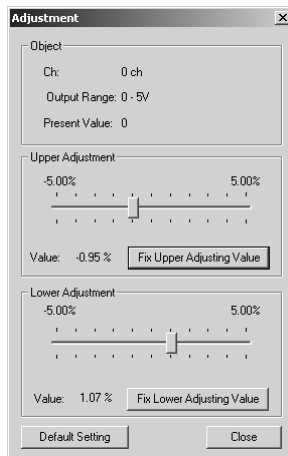 Adjustment
Object
Ch: 0 ch
Output Range: 0 - 5V
Present Value: 0
Upper Adjustment
-5.00% 5.00%
Value: -0.95 % Fix Upper Adjusting Value
Lower Adjustment
-5.00% 5.00%
Value: 1.07 % Fix Lower Adjusting Value
Default Setting Close